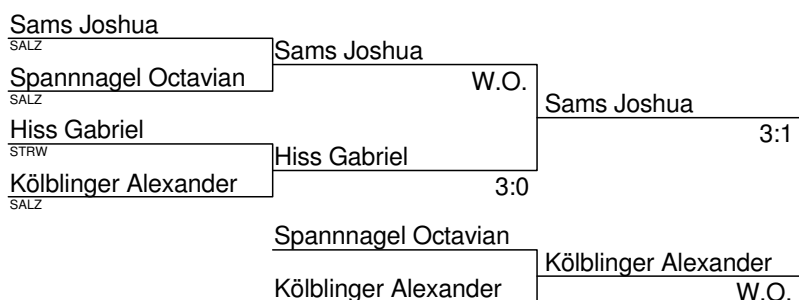 Sams Joshua
SALZ
Sams Joshua
Spannnagel Octavian
W.O.
SALZ
Sams Joshua
Hiss Gabriel
3:1
STRW
Hiss Gabriel
Kölblinger Alexander
3:0
SALZ
Spannnagel Octavian
Kölblinger Alexander
Kölblinger Alexander
W.O.